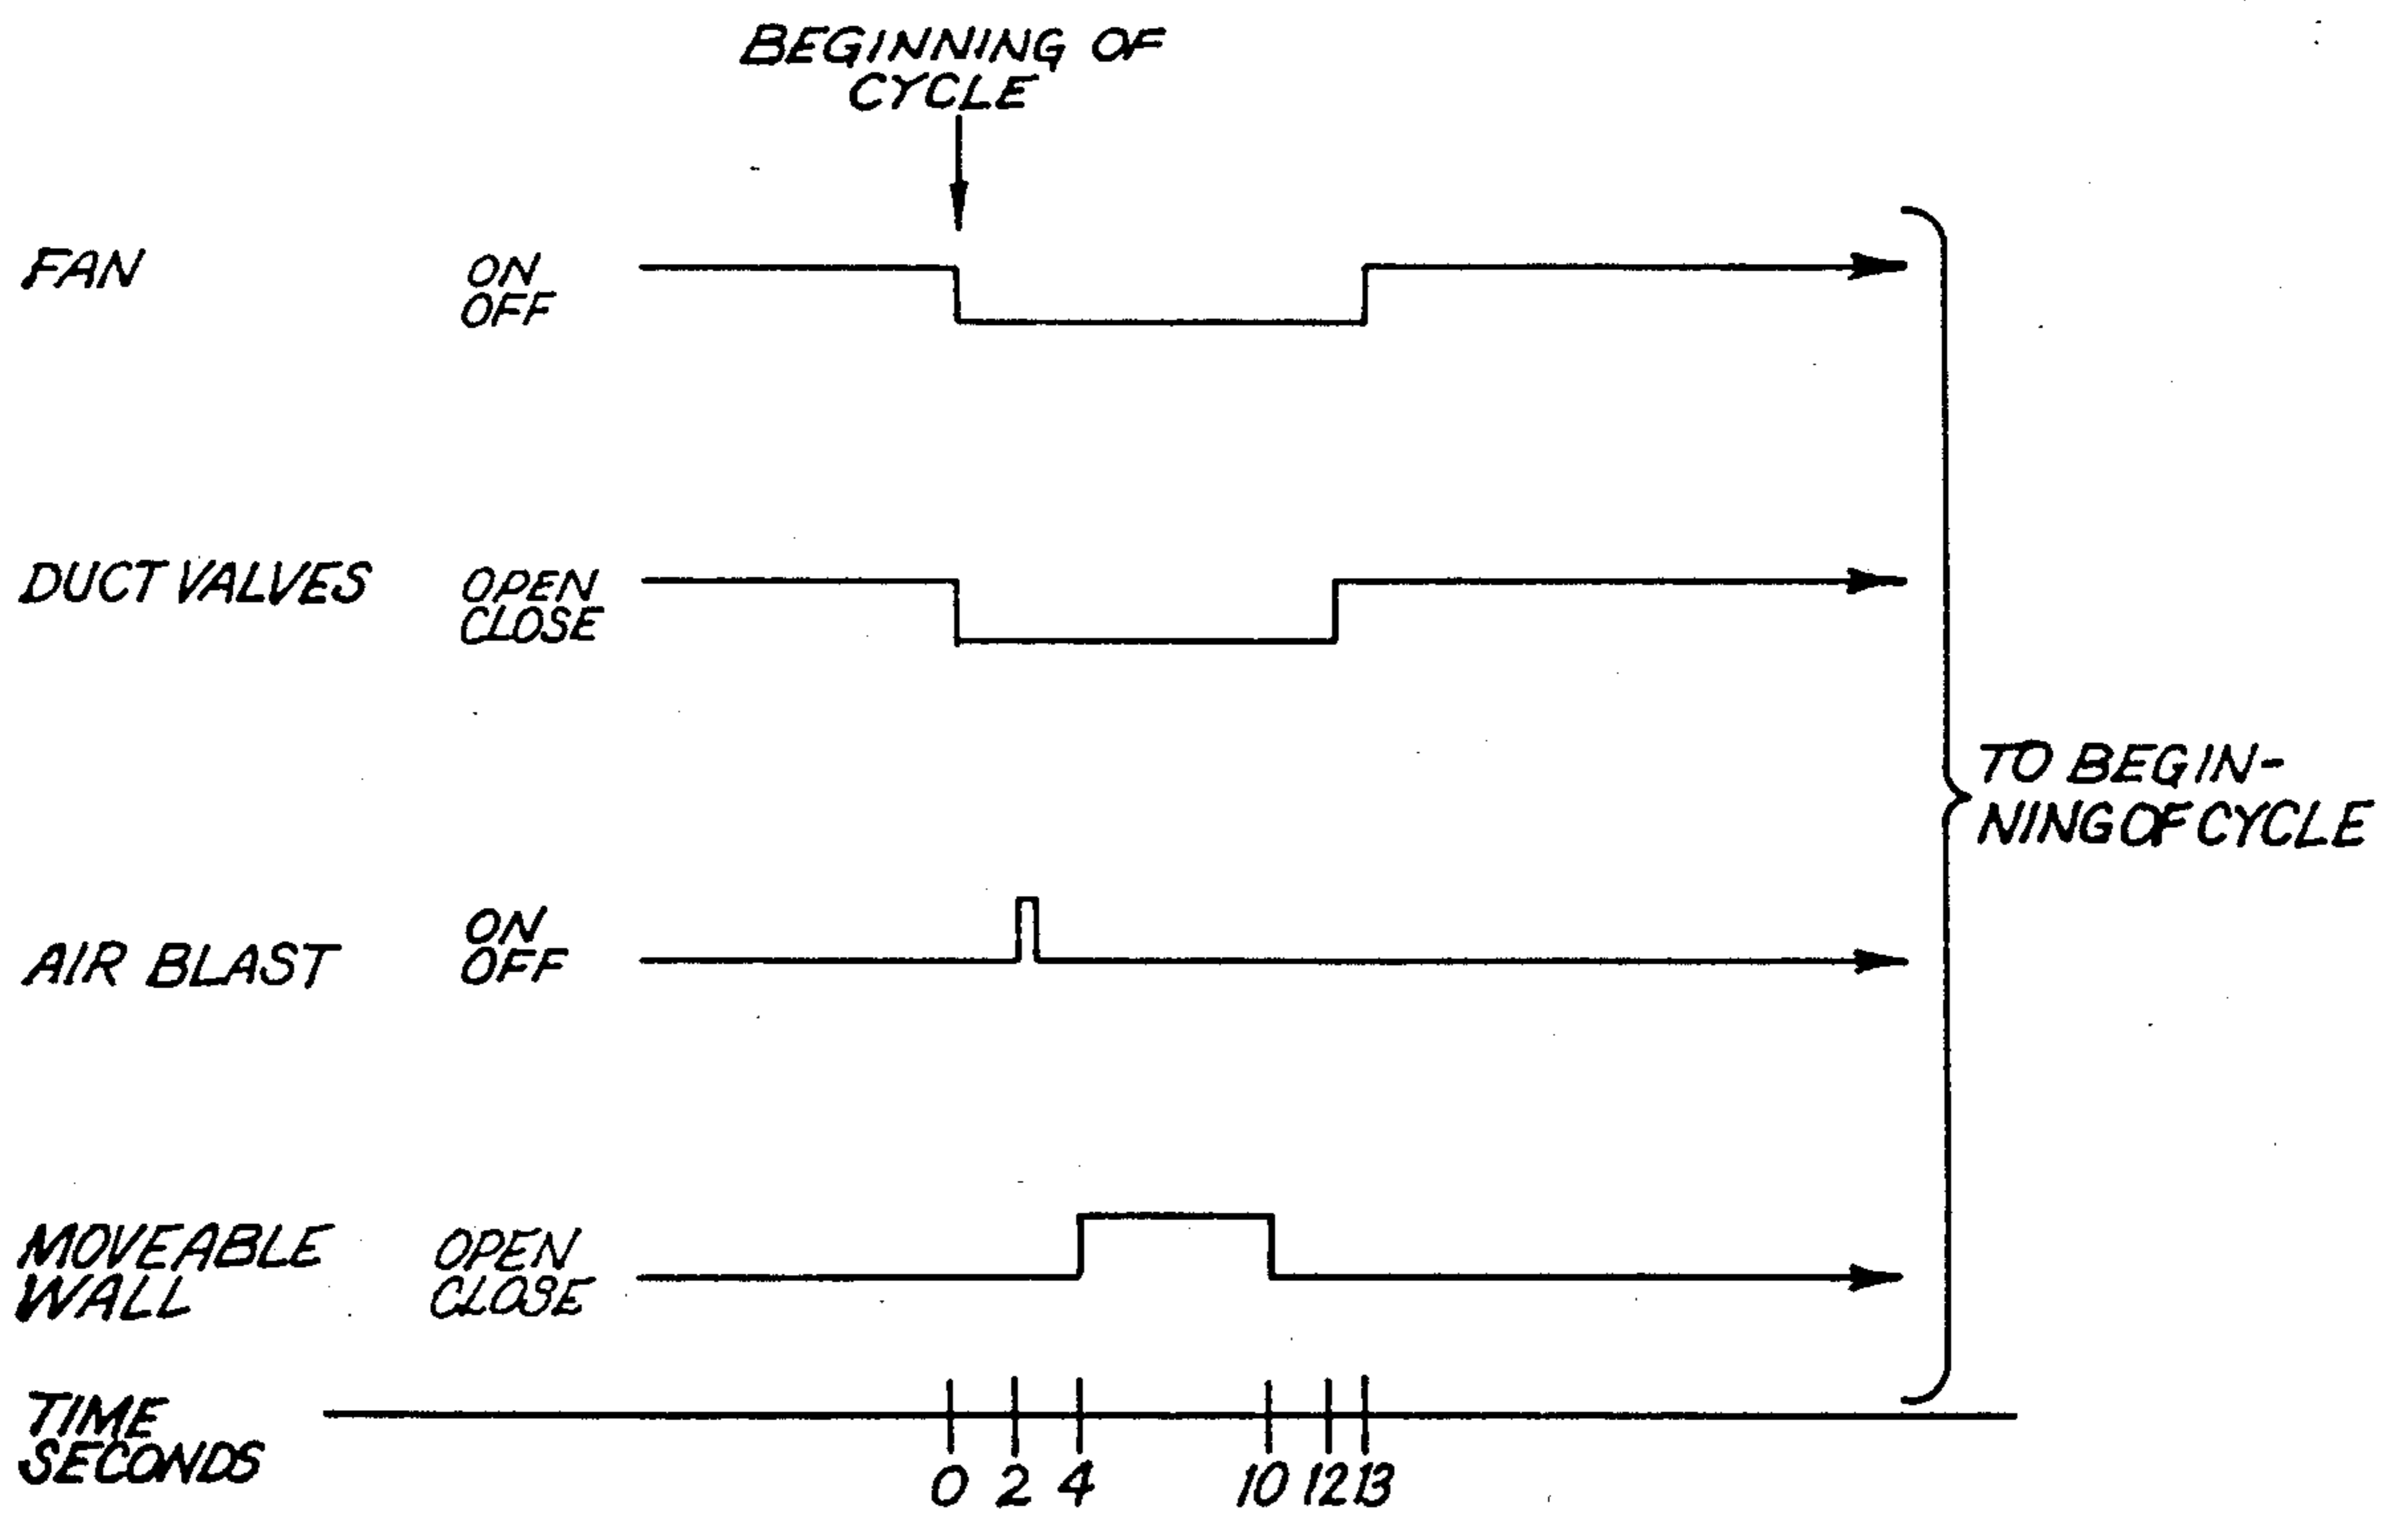 BEGINNING OF
CYCLE
FAN
ON
OFF
DUCT VALVES
OPEN
CLOSE
TO BEGIN-
NING OF CYCLE
AIR BLAST
ON
OFF
MOVEABLE
WALL
OPEN
CLOSE
TIME
SECONDS
0 2 4 10 12 13